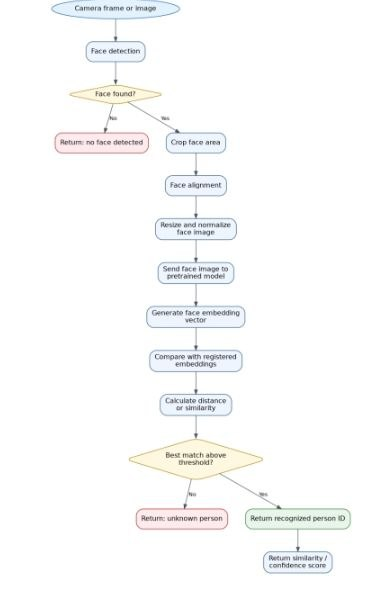 Camera frame or image
Face detection
Face found?
No
Yes
Return: no face detected
Crop face area
Face alignment
Resize and normalize
face image
Send face image to
pretrained model
Generate face embedding
vector
Compare with registered
embeddings
Calculate distance
or similarity
Best match above
threshold?
No
Yes
Return: unknown person
Return recognized person ID
Return similarity /
confidence score